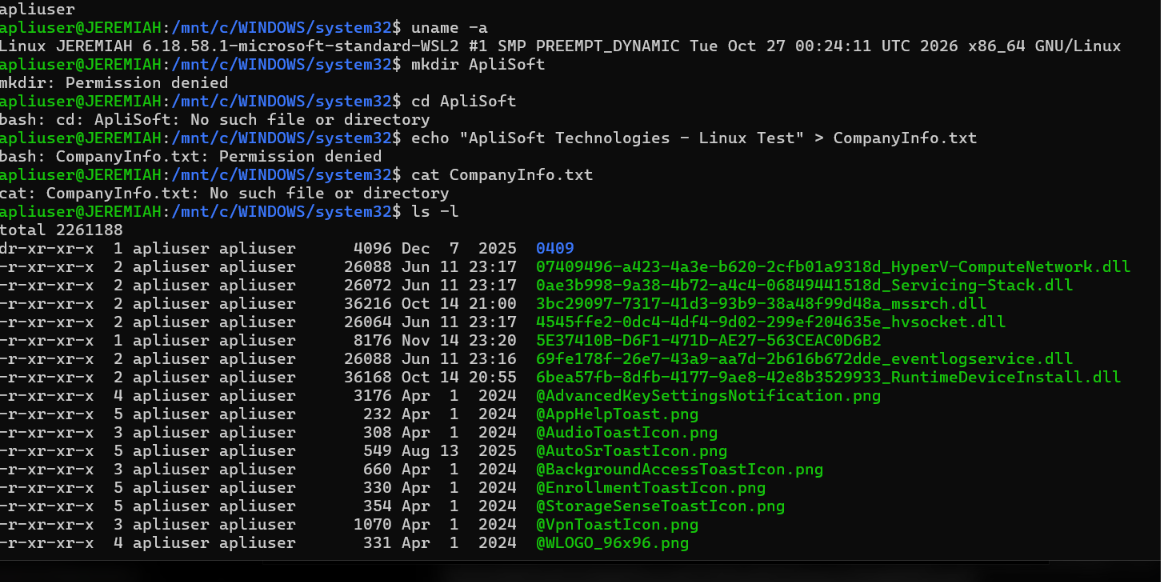 apliuser
apliuser@JEREMIAH:/mnt/c/WINDOWS/system32$ uname -a
Linux JEREMIAH 6.18.58.1-microsoft-standard-WSL2 #1 SMP PREEMPT_DYNAMIC Tue Oct 27 00:24:11 UTC 2026 x86_64 GNU/Linux
apliuser@JEREMIAH:/mnt/c/WINDOWS/system32$ mkdir ApliSoft
mkdir: Permission denied
apliuser@JEREMIAH:/mnt/c/WINDOWS/system32$ cd ApliSoft
bash: cd: ApliSoft: No such file or directory
apliuser@JEREMIAH:/mnt/c/WINDOWS/system32$ echo "ApliSoft Technologies - Linux Test" > CompanyInfo.txt
bash: CompanyInfo.txt: Permission denied
apliuser@JEREMIAH:/mnt/c/WINDOWS/system32$ cat CompanyInfo.txt
cat: CompanyInfo.txt: No such file or directory
apliuser@JEREMIAH:/mnt/c/WINDOWS/system32$ ls -l
total 2261188
dr-xr-xr-x 1 apliuser apliuser 4096 Dec 7 2025 0409
-r-xr-xr-x 2 apliuser apliuser 26088 Jun 11 23:17 07409496-a423-4a3e-b620-2cfb01a9318d_HyperV-ComputeNetwork.dll
-r-xr-xr-x 2 apliuser apliuser 26072 Jun 11 23:17 0ae3b998-9a38-4b72-a4c4-06849441518d_Servicing-Stack.dll
-r-xr-xr-x 2 apliuser apliuser 36216 Oct 14 21:00 3bc29097-7317-41d3-93b9-38a48f99d48a_mssrch.dll
-r-xr-xr-x 2 apliuser apliuser 26064 Jun 11 23:17 4545ffe2-0dc4-4df4-9d02-299ef204635e_hvsocket.dll
-r-xr-xr-x 1 apliuser apliuser 8176 Nov 14 23:20 5E37410B-D6F1-471D-AE27-563CEAC0D6B2
-r-xr-xr-x 2 apliuser apliuser 26088 Jun 11 23:16 69fe178f-26e7-43a9-aa7d-2b616b672dde_eventlogservice.dll
-r-xr-xr-x 2 apliuser apliuser 36168 Oct 14 20:55 6bea57fb-8dfb-4177-9ae8-42e8b3529933_RuntimeDeviceInstall.dll
-r-xr-xr-x 4 apliuser apliuser 3176 Apr 1 2024 @AdvancedKeySettingsNotification.png
-r-xr-xr-x 5 apliuser apliuser 232 Apr 1 2024 @AppHelpToast.png
-r-xr-xr-x 3 apliuser apliuser 308 Apr 1 2024 @AudioToastIcon.png
-r-xr-xr-x 5 apliuser apliuser 549 Aug 13 2025 @AutoSrToastIcon.png
-r-xr-xr-x 3 apliuser apliuser 660 Apr 1 2024 @BackgroundAccessToastIcon.png
-r-xr-xr-x 5 apliuser apliuser 330 Apr 1 2024 @EnrollmentToastIcon.png
-r-xr-xr-x 5 apliuser apliuser 354 Apr 1 2024 @StorageSenseToastIcon.png
-r-xr-xr-x 3 apliuser apliuser 1070 Apr 1 2024 @VpnToastIcon.png
-r-xr-xr-x 4 apliuser apliuser 331 Apr 1 2024 @WLOGO_96x96.png